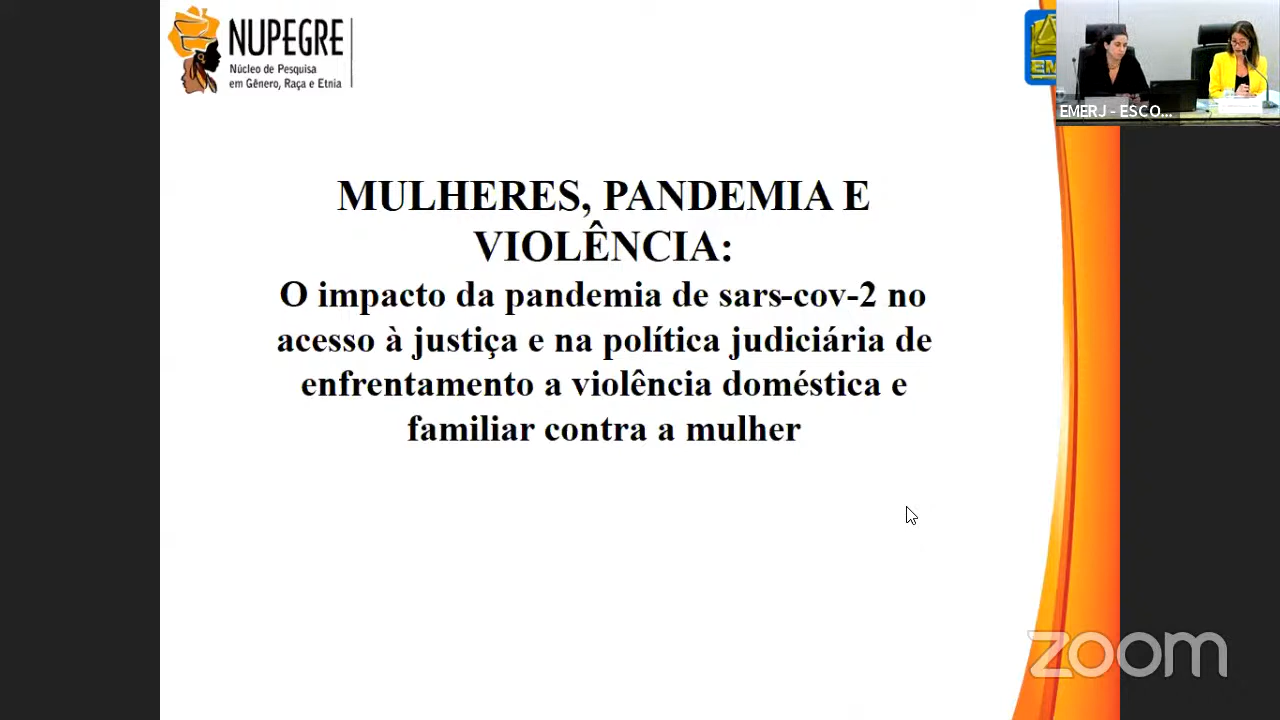 NUPEGRE
Núcleo de Pesquisa
em Gênero, Raça e Etnia
EMERJ - ESCO...
MULHERES, PANDEMIA E
VIOLÊNCIA:
O impacto da pandemia de sars-cov-2 no
acesso à justiça e na política judiciária de
enfrentamento a violência doméstica e
familiar contra a mulher
zoom